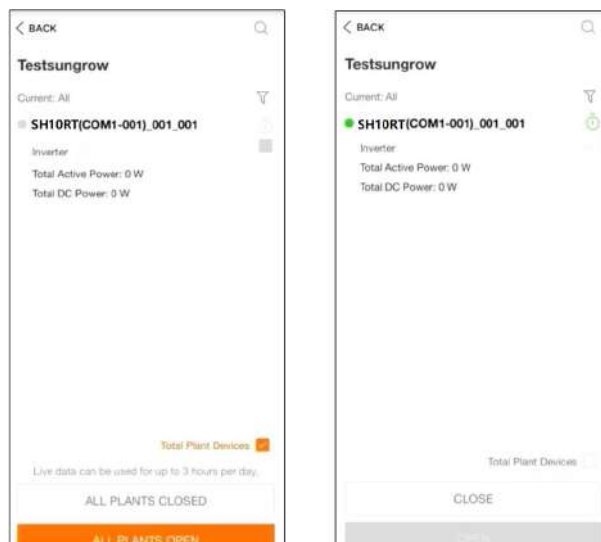 BACK
Testsungrow
Current: All
SH10RT(COM1-001)_001_001
Inverter
Total Active Power: 0 W
Total DC Power: 0 W
Total Plant Devices
Live data can be used for up to 3 hours per day.
ALL PLANTS CLOSED
ALL PLANTS OPEN
BACK
Testsungrow
Current: All
SH10RT(COM1-001)_001_001
Inverter
Total Active Power: 0 W
Total DC Power: 0 W
Total Plant Devices
CLOSE
OPEN